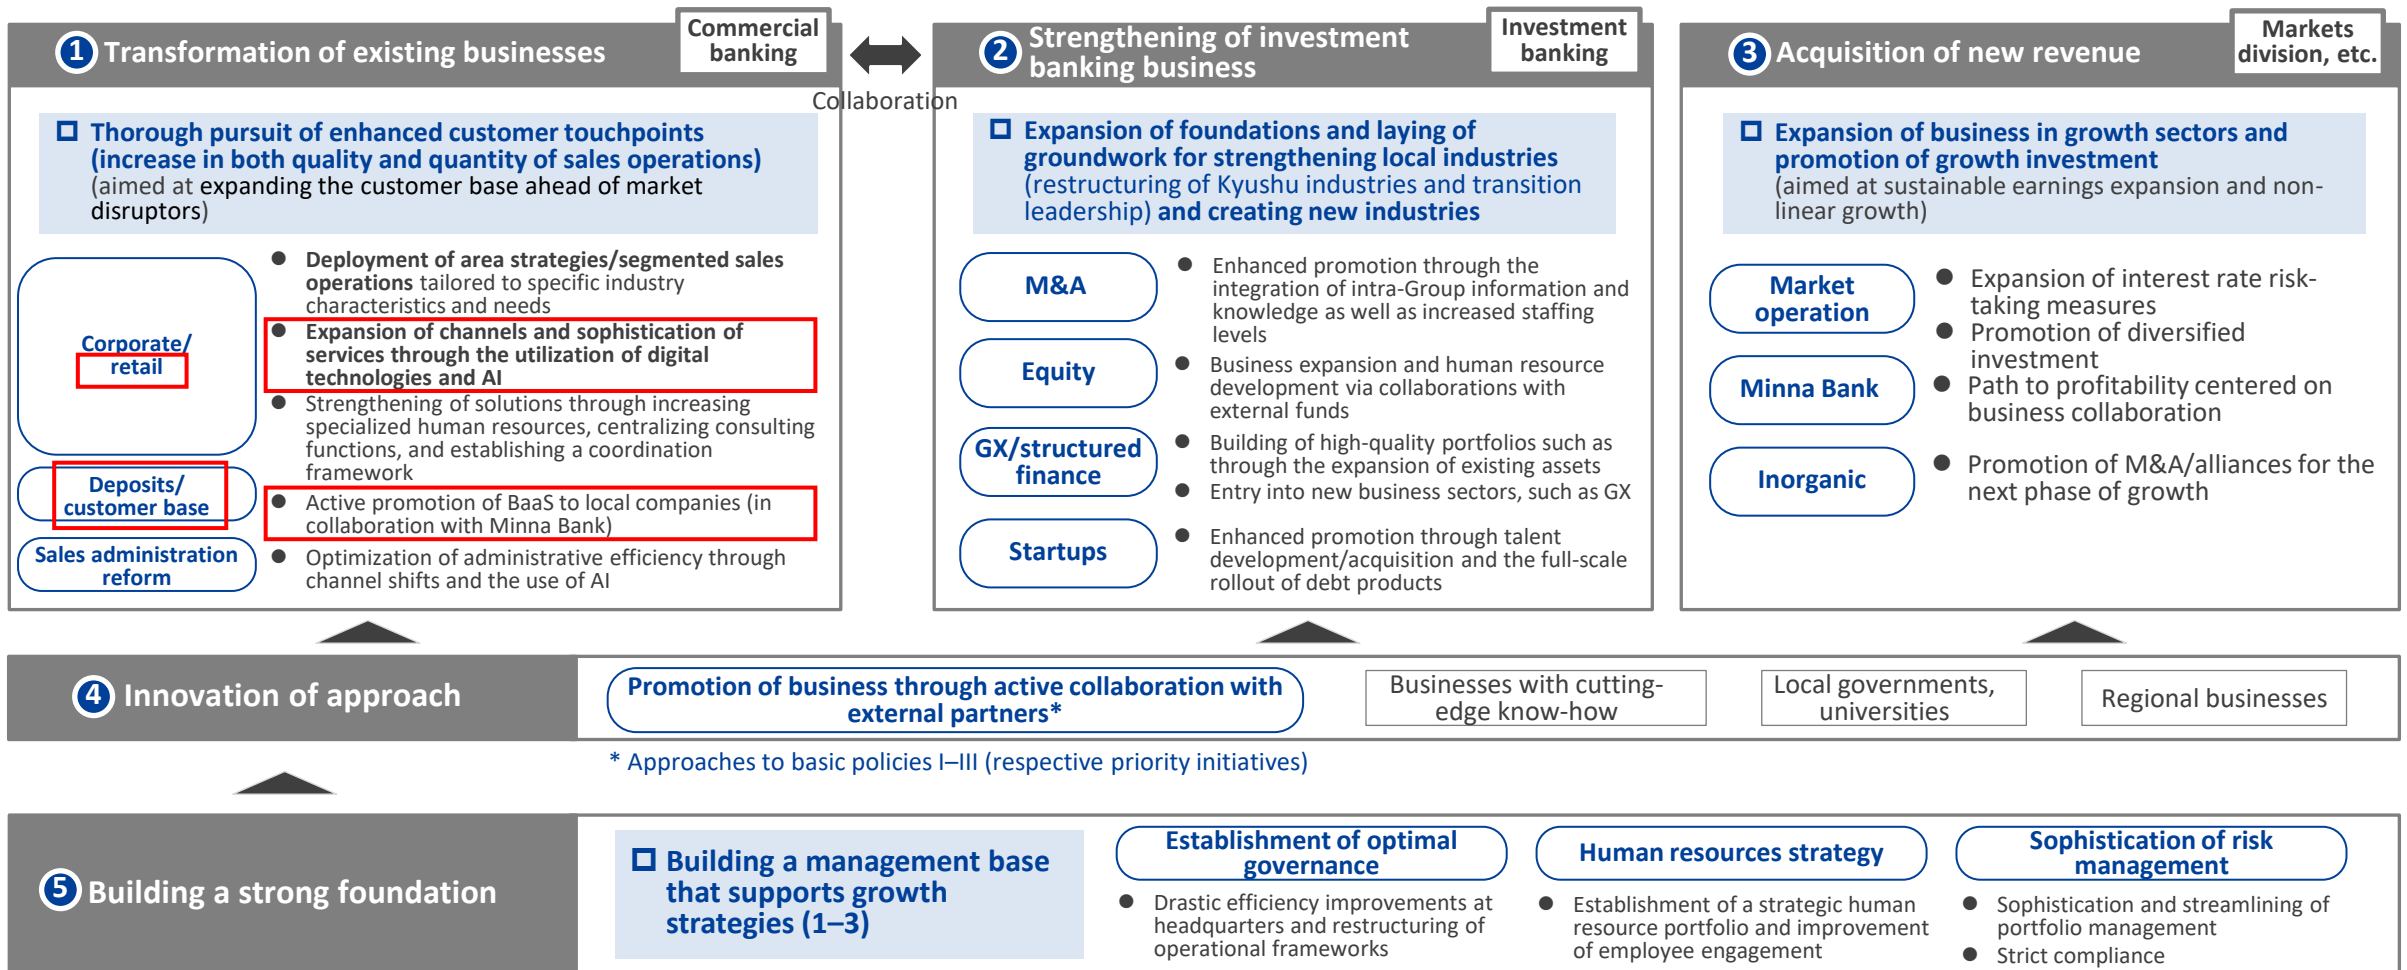 1 Transformation of existing businesses
Commercial
banking
Collaboration
Thorough pursuit of enhanced customer touchpoints
(increase in both quality and quantity of sales operations)
(aimed at expanding the customer base ahead of market
disruptors)
Corporate/
retail
● Deployment of area strategies/segmented sales
operations tailored to specific industry
characteristics and needs
● Expansion of channels and sophistication of
services through the utilization of digital
technologies and AI
● Strengthening of solutions through increasing
specialized human resources, centralizing consulting
functions, and establishing a coordination
framework
Deposits/
customer base
● Active promotion of BaaS to local companies (in
collaboration with Minna Bank)
Sales administration
reform
● Optimization of administrative efficiency through
channel shifts and the use of AI
2 Strengthening of investment
banking business
Investment
banking
Expansion of foundations and laying of
groundwork for strengthening local industries
(restructuring of Kyushu industries and transition
leadership) and creating new industries
M&A
● Enhanced promotion through the
integration of intra-Group information and
knowledge as well as increased staffing
levels
Equity
● Business expansion and human resource
development via collaborations with
external funds
GX/structured
finance
● Building of high-quality portfolios such as
through the expansion of existing assets
● Entry into new business sectors, such as GX
Startups
● Enhanced promotion through talent
development/acquisition and the full-scale
rollout of debt products
3 Acquisition of new revenue
Markets
division, etc.
Expansion of business in growth sectors and
promotion of growth investment
(aimed at sustainable earnings expansion and non-
linear growth)
Market
operation
● Expansion of interest rate risk-
taking measures
● Promotion of diversified
investment
Minna Bank
● Path to profitability centered on
business collaboration
Inorganic
● Promotion of M&A/alliances for the
next phase of growth
4 Innovation of approach
Promotion of business through active collaboration with
external partners*
Businesses with cutting-
edge know-how
Local governments,
universities
Regional businesses
* Approaches to basic policies I–III (respective priority initiatives)
5 Building a strong foundation
Building a management base
that supports growth
strategies (1–3)
Establishment of optimal
governance
● Drastic efficiency improvements at
headquarters and restructuring of
operational frameworks
Human resources strategy
● Establishment of a strategic human
resource portfolio and improvement
of employee engagement
Sophistication of risk
management
● Sophistication and streamlining of
portfolio management
● Strict compliance